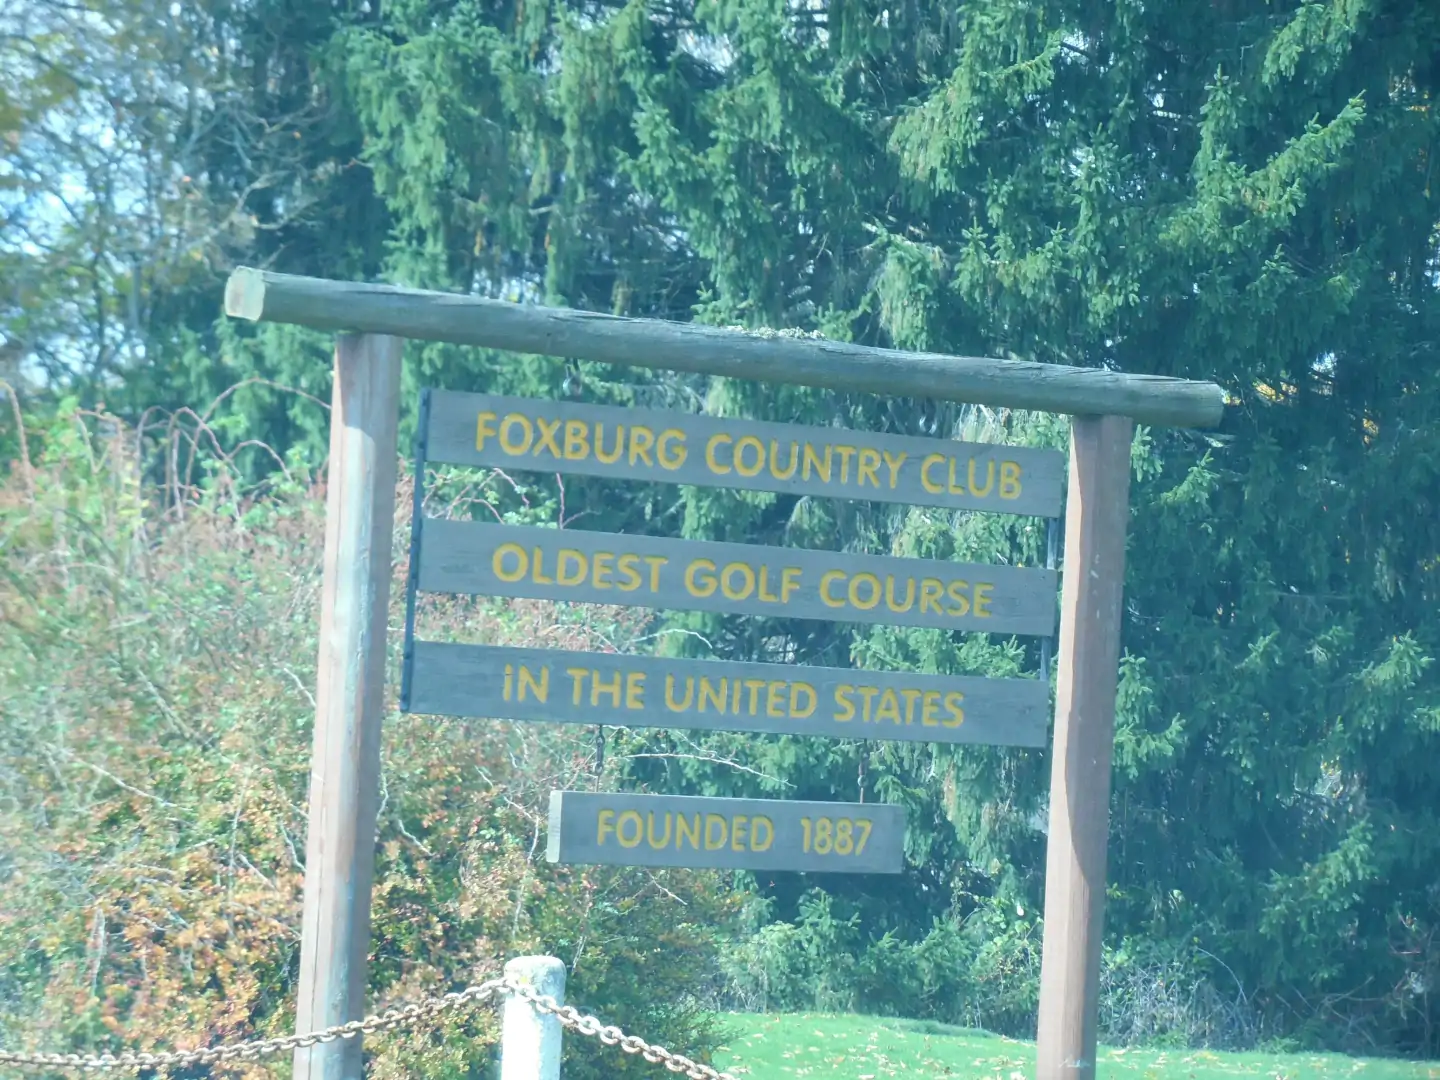 FOXBURG COUNTRY CLUB
OLDEST GOLF COURSE
IN THE UNITED STATES
FOUNDED 1887